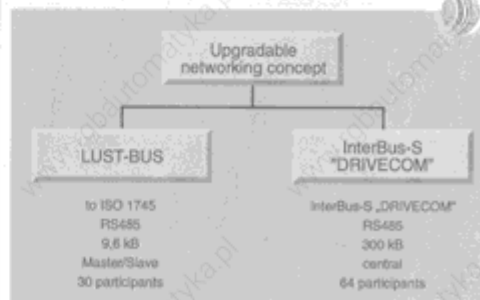 Upgradable
networking concept
LUST-BUS
InterBus-S
"DRIVECOM"
to ISO 1745
RS485
9,6 kB
Master/Slave
30 participants
InterBus-S „DRIVECOM"
RS485
300 kB
central
64 participants